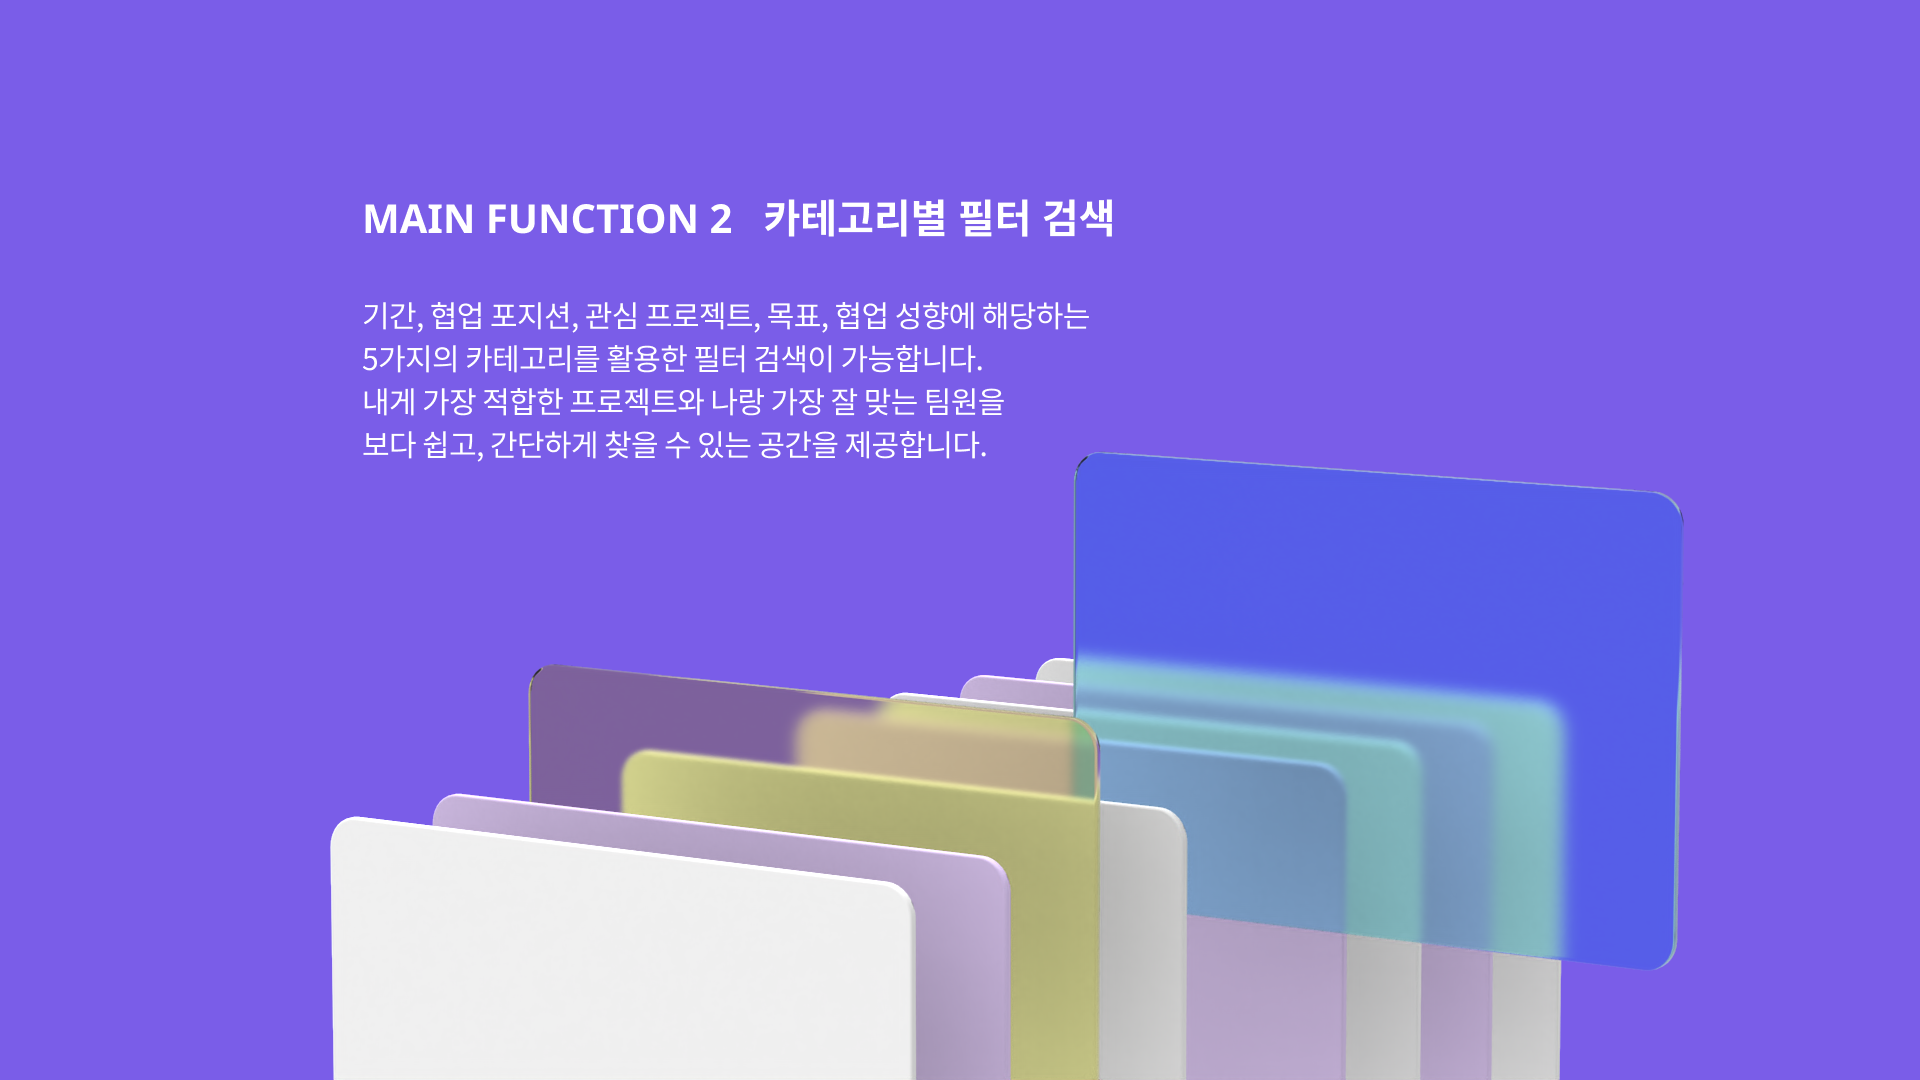 MAIN FUNCTION 2 카테고리별 필터 검색
기간, 협업 포지션, 관심 프로젝트, 목표, 협업 성향에 해당하는
5가지의 카테고리를 활용한 필터 검색이 가능합니다.
내게 가장 적합한 프로젝트와 나랑 가장 잘 맞는 팀원을
보다 쉽고, 간단하게 찾을 수 있는 공간을 제공합니다.